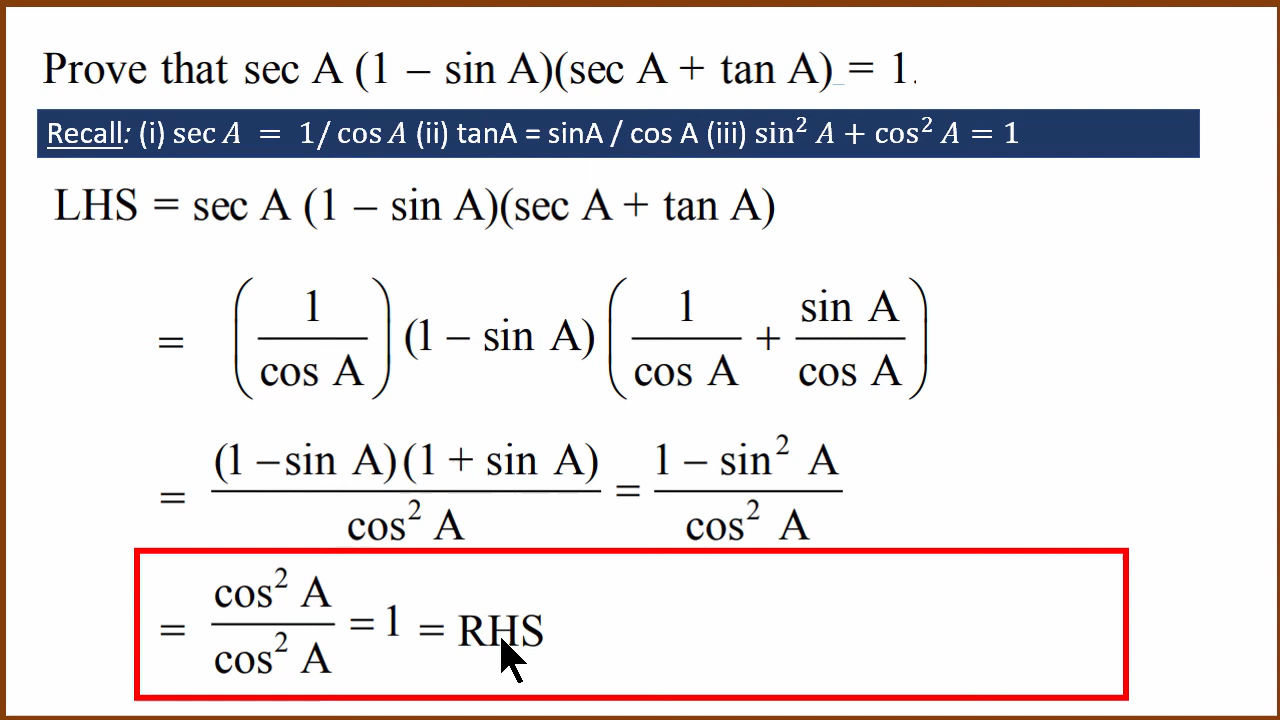 Prove that sec A (1 – sin A)(sec A + tan A) = 1.
Recall: (i) sec A = 1/ cos A (ii) tanA = sinA / cos A (iii) sin² A + cos² A = 1
LHS = sec A (1 – sin A)(sec A + tan A)
= (1/cos A) (1 – sin A) (1/cos A + sin A/cos A)
= (1 – sin A)(1 + sin A)/cos² A = 1 – sin² A/cos² A
= cos² A/cos² A = 1 = RHS